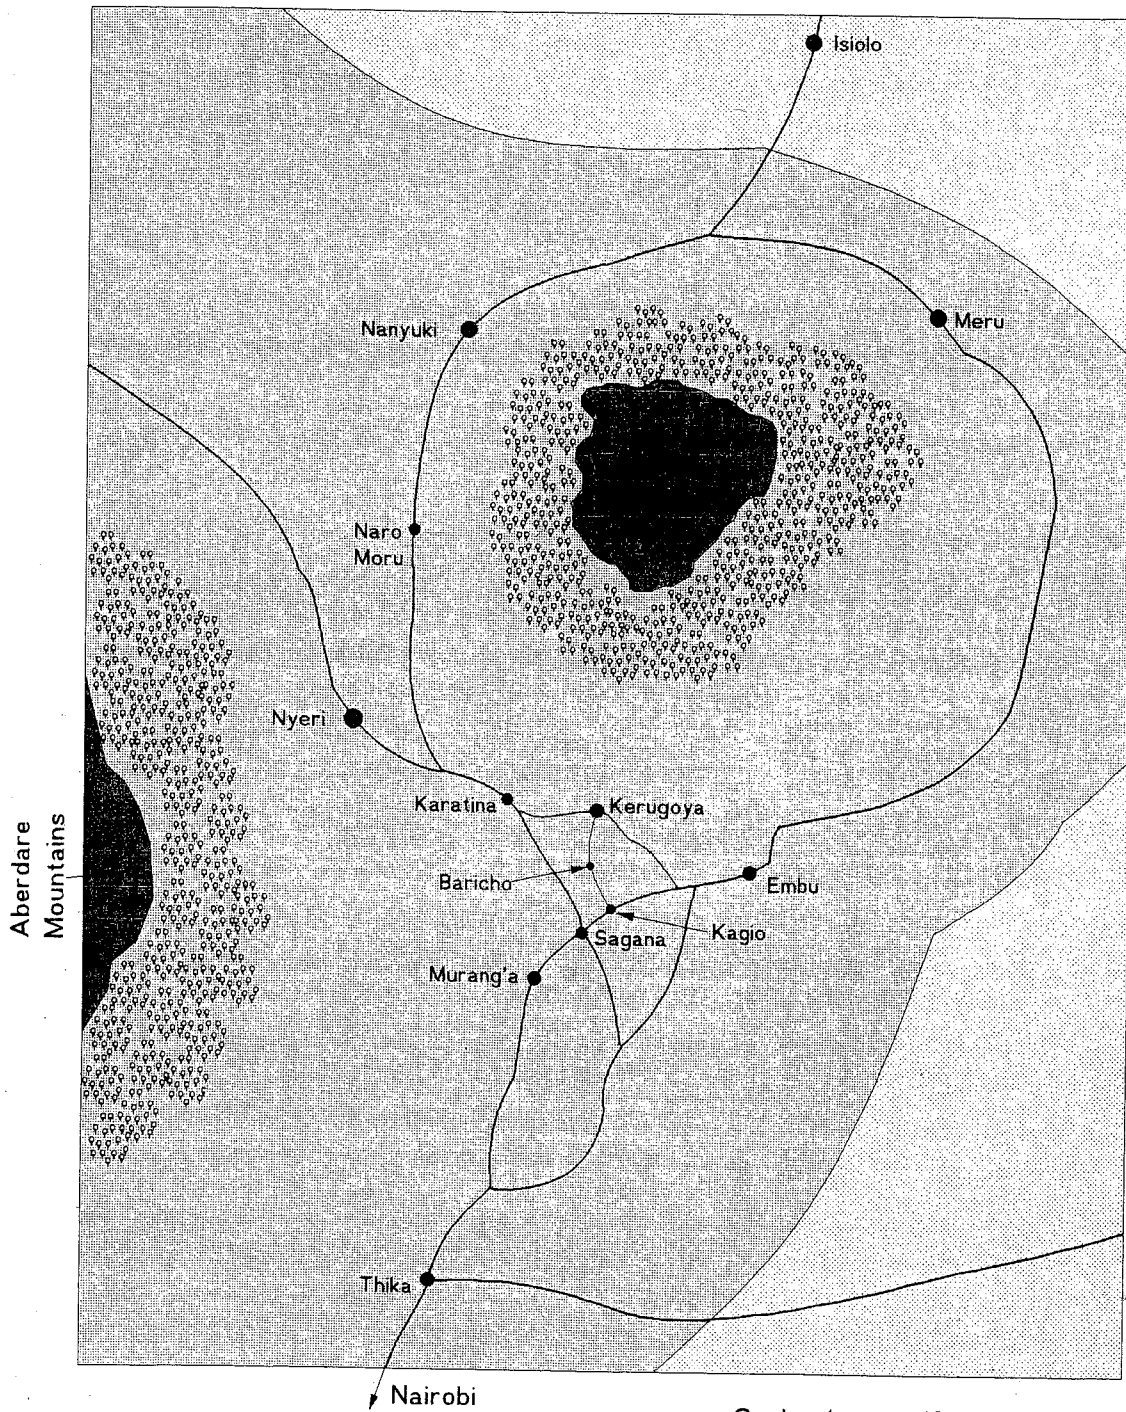 Isiolo
Nanyuki
Meru
Naro
Moru
Nyeri
Karatina
Kerugoya
Aberdare
Mountains
Baricho
Embu
Kagio
Sagana
Murang'a
Thika
Nairobi